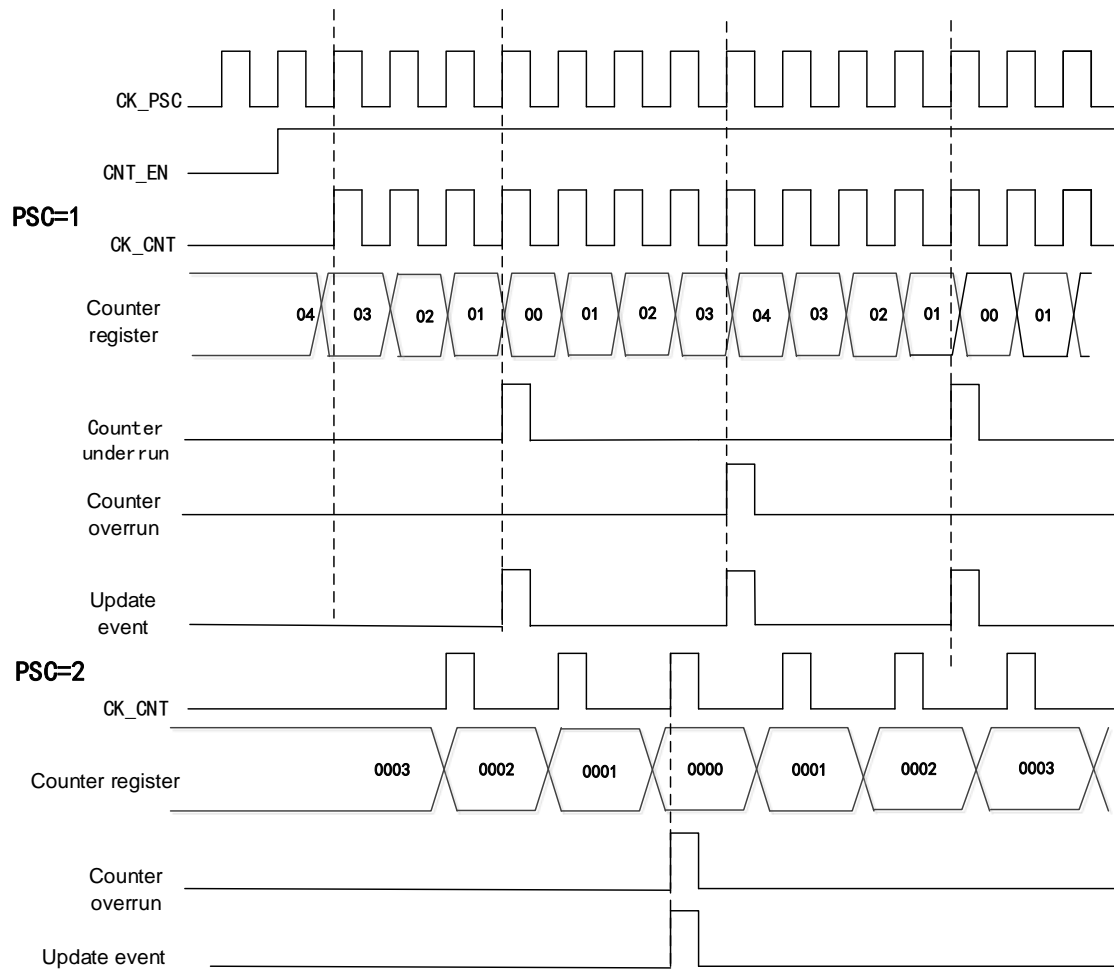 CK_PSC
CNT_EN
PSC=1
CK_CNT
Counter
register
04 03 02 01 00 01 02 03 04 03 02 01 00 01
Counter
under run
Counter
overrun
Update
event
PSC=2
CK_CNT
Counter register
0003 0002 0001 0000 0001 0002 0003
Counter
overrun
Update event